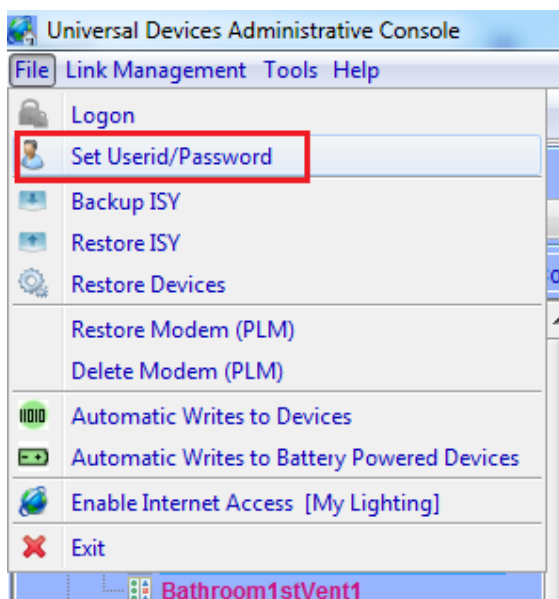 Universal Devices Administrative Console
File Link Management Tools Help
Logon
Set Userid/Password
Backup ISY
Restore ISY
Restore Devices
Restore Modem (PLM)
Delete Modem (PLM)
Automatic Writes to Devices
Automatic Writes to Battery Powered Devices
Enable Internet Access [My Lighting]
Exit
Bathroom1stVent1